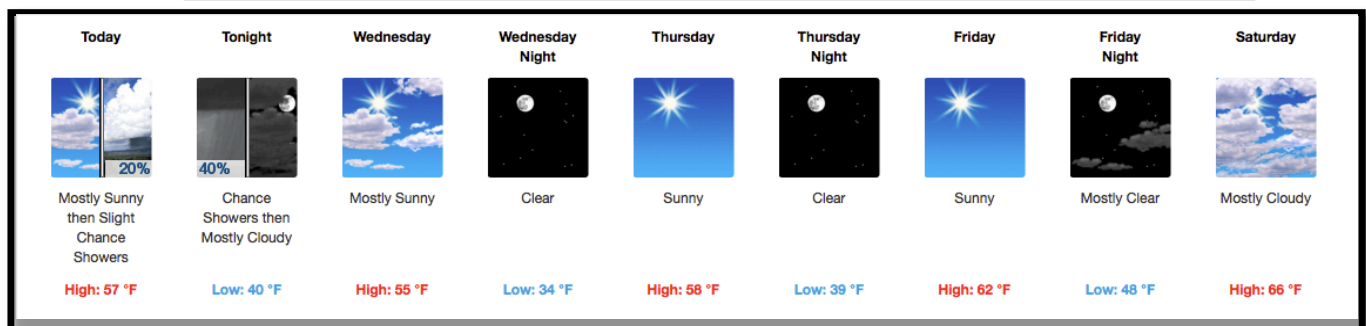 Today
Tonight
Wednesday
Wednesday
Night
Thursday
Thursday
Night
Friday
Friday
Night
Saturday
20%
40%
Mostly Sunny
then Slight
Chance
Showers
Chance
Showers then
Mostly Cloudy
Mostly Sunny
Clear
Sunny
Clear
Sunny
Mostly Clear
Mostly Cloudy
High: 57 °F
Low: 40 °F
High: 55 °F
Low: 34 °F
High: 58 °F
Low: 39 °F
High: 62 °F
Low: 48 °F
High: 66 °F